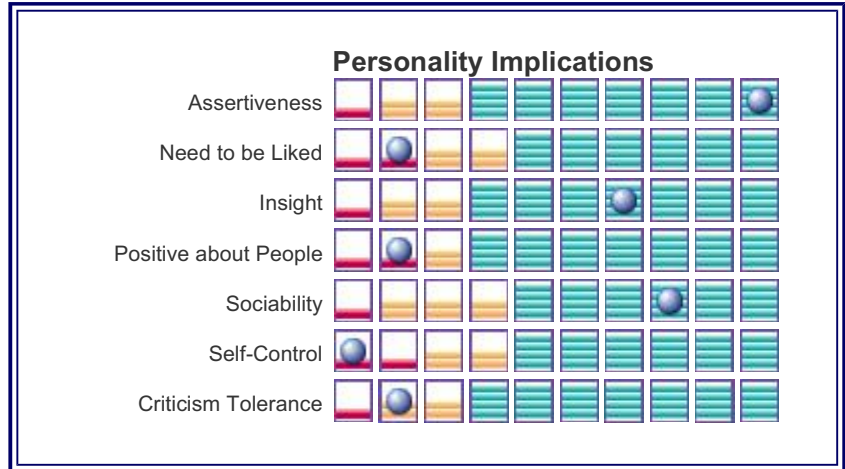 Personality Implications
Assertiveness
Need to be Liked
Insight
Positive about People
Sociability
Self-Control
Criticism Tolerance